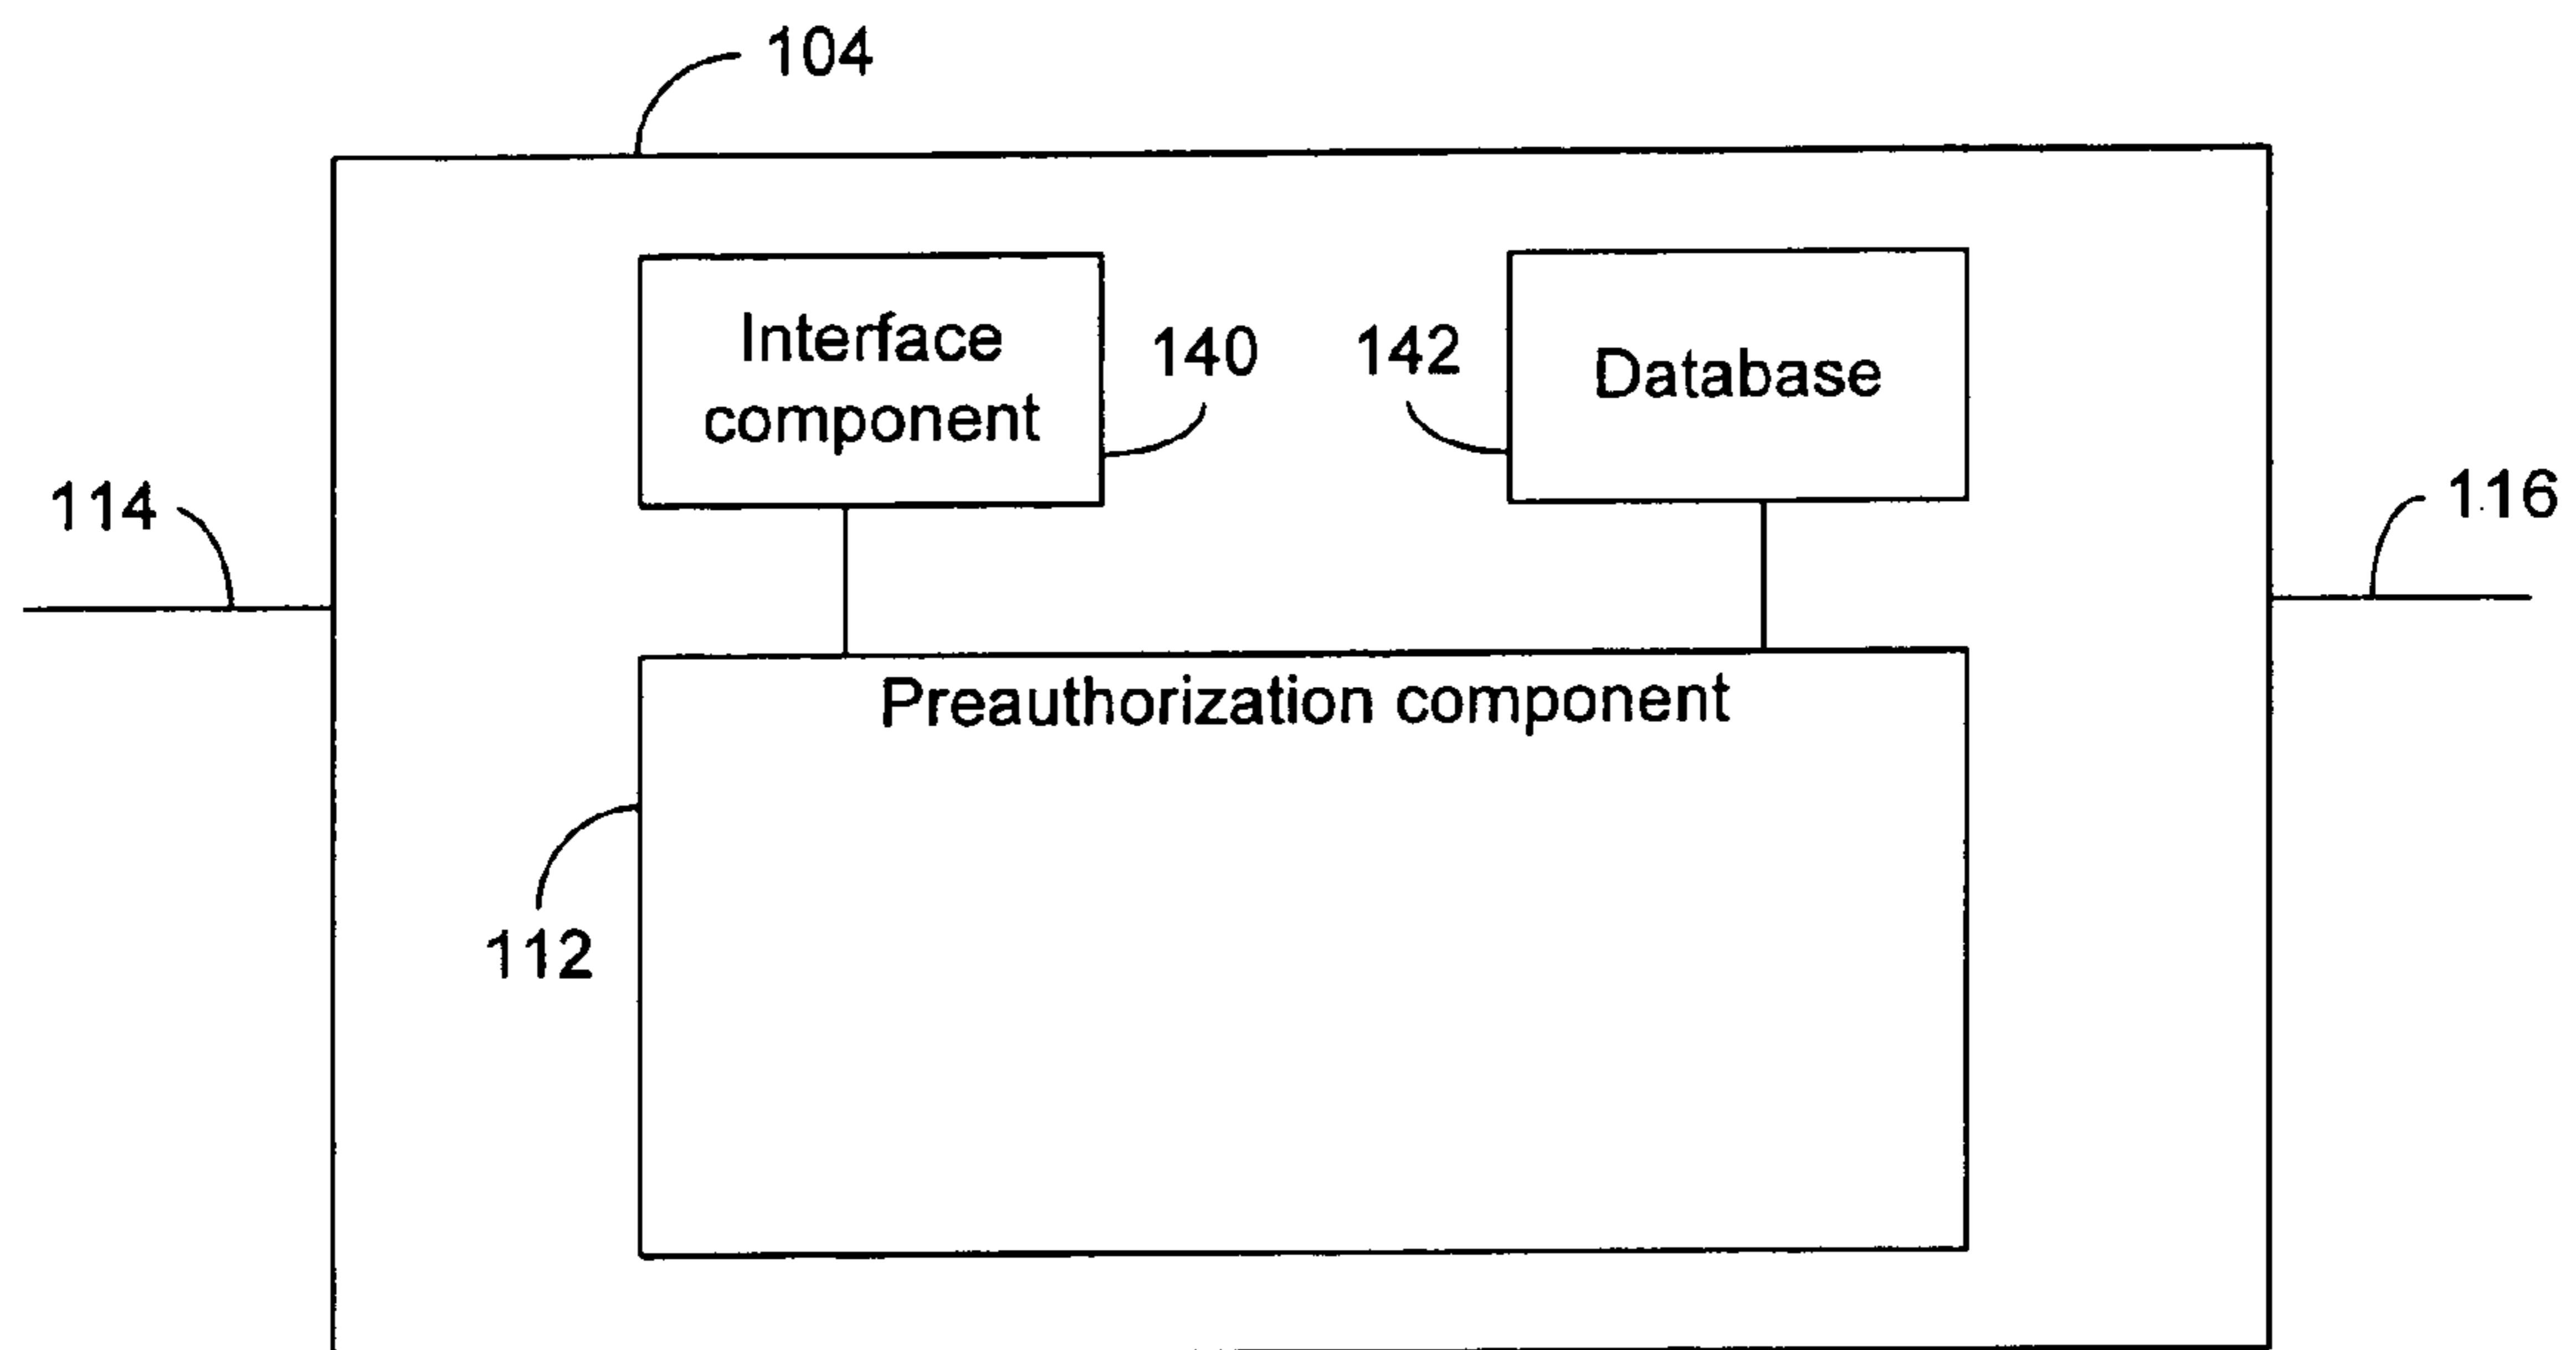 104
Interface
component
140
142
Database
114
116
Preauthorization component
112